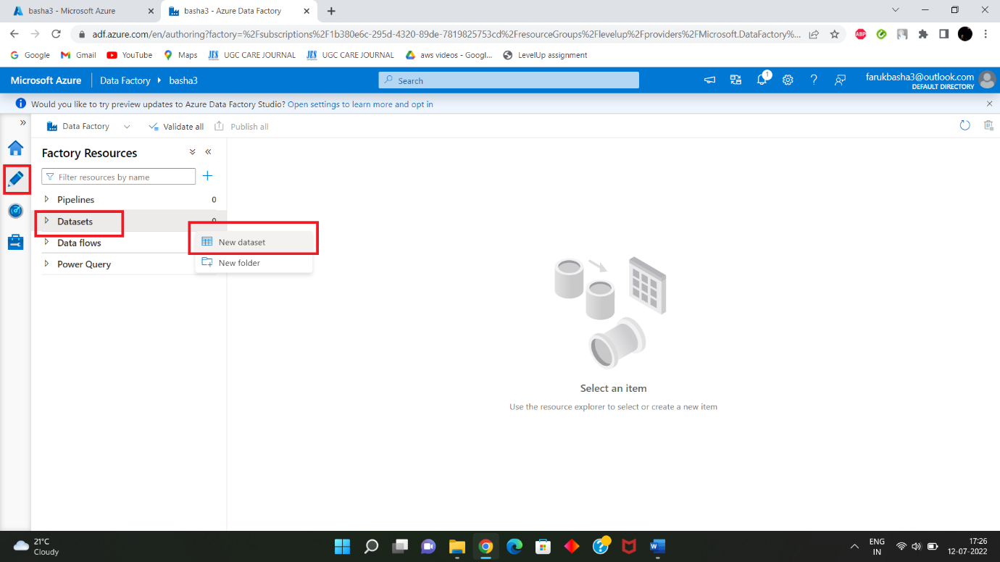 basha3 - Microsoft Azure
basha3 - Azure Data Factory
adf.azure.com/en/authoring?factory=%2Fsubscriptions%2F1b380e6c-295d-4320-89de-7819825753cd%2FresourceGroups%2Flevelup%2Fproviders%2FMicrosoft.DataFactory%...
ABP
Google
Gmail
YouTube
Maps
JES UGC CARE JOURNAL
JES UGC CARE JOURNAL
aws videos - Googl...
LevelUp assignment
Microsoft Azure
Data Factory
basha3
Search
1
farukbasha3@outlook.com
DEFAULT DIRECTORY
Would you like to try preview updates to Azure Data Factory Studio? Open settings to learn more and opt in
Data Factory
Validate all
Publish all
Factory Resources
Filter resources by name
Pipelines 0
Datasets 0
New dataset
Data flows
New folder
Power Query
Select an item
Use the resource explorer to select or create a new item
21°C
Cloudy
ENG
IN
17:26
12-07-2022